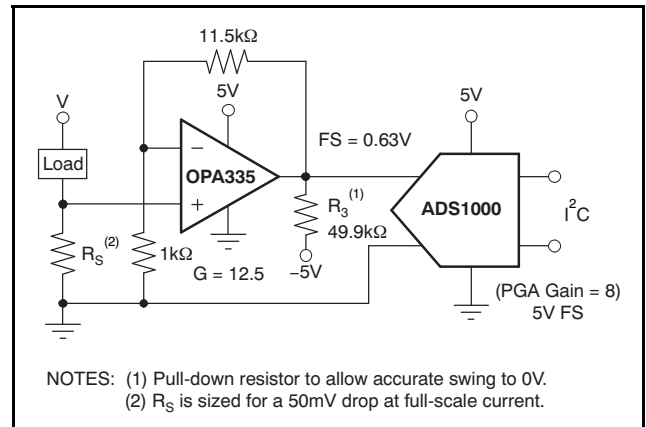 11.5kΩ
V
5V
5V
FS = 0.63V
Load
−
OPA335
+
R3 (1)
49.9kΩ
ADS1000
I2C
RS (2)
1kΩ
G = 12.5
−5V
(PGA Gain = 8)
5V FS
NOTES: (1) Pull-down resistor to allow accurate swing to 0V.
(2) RS is sized for a 50mV drop at full-scale current.